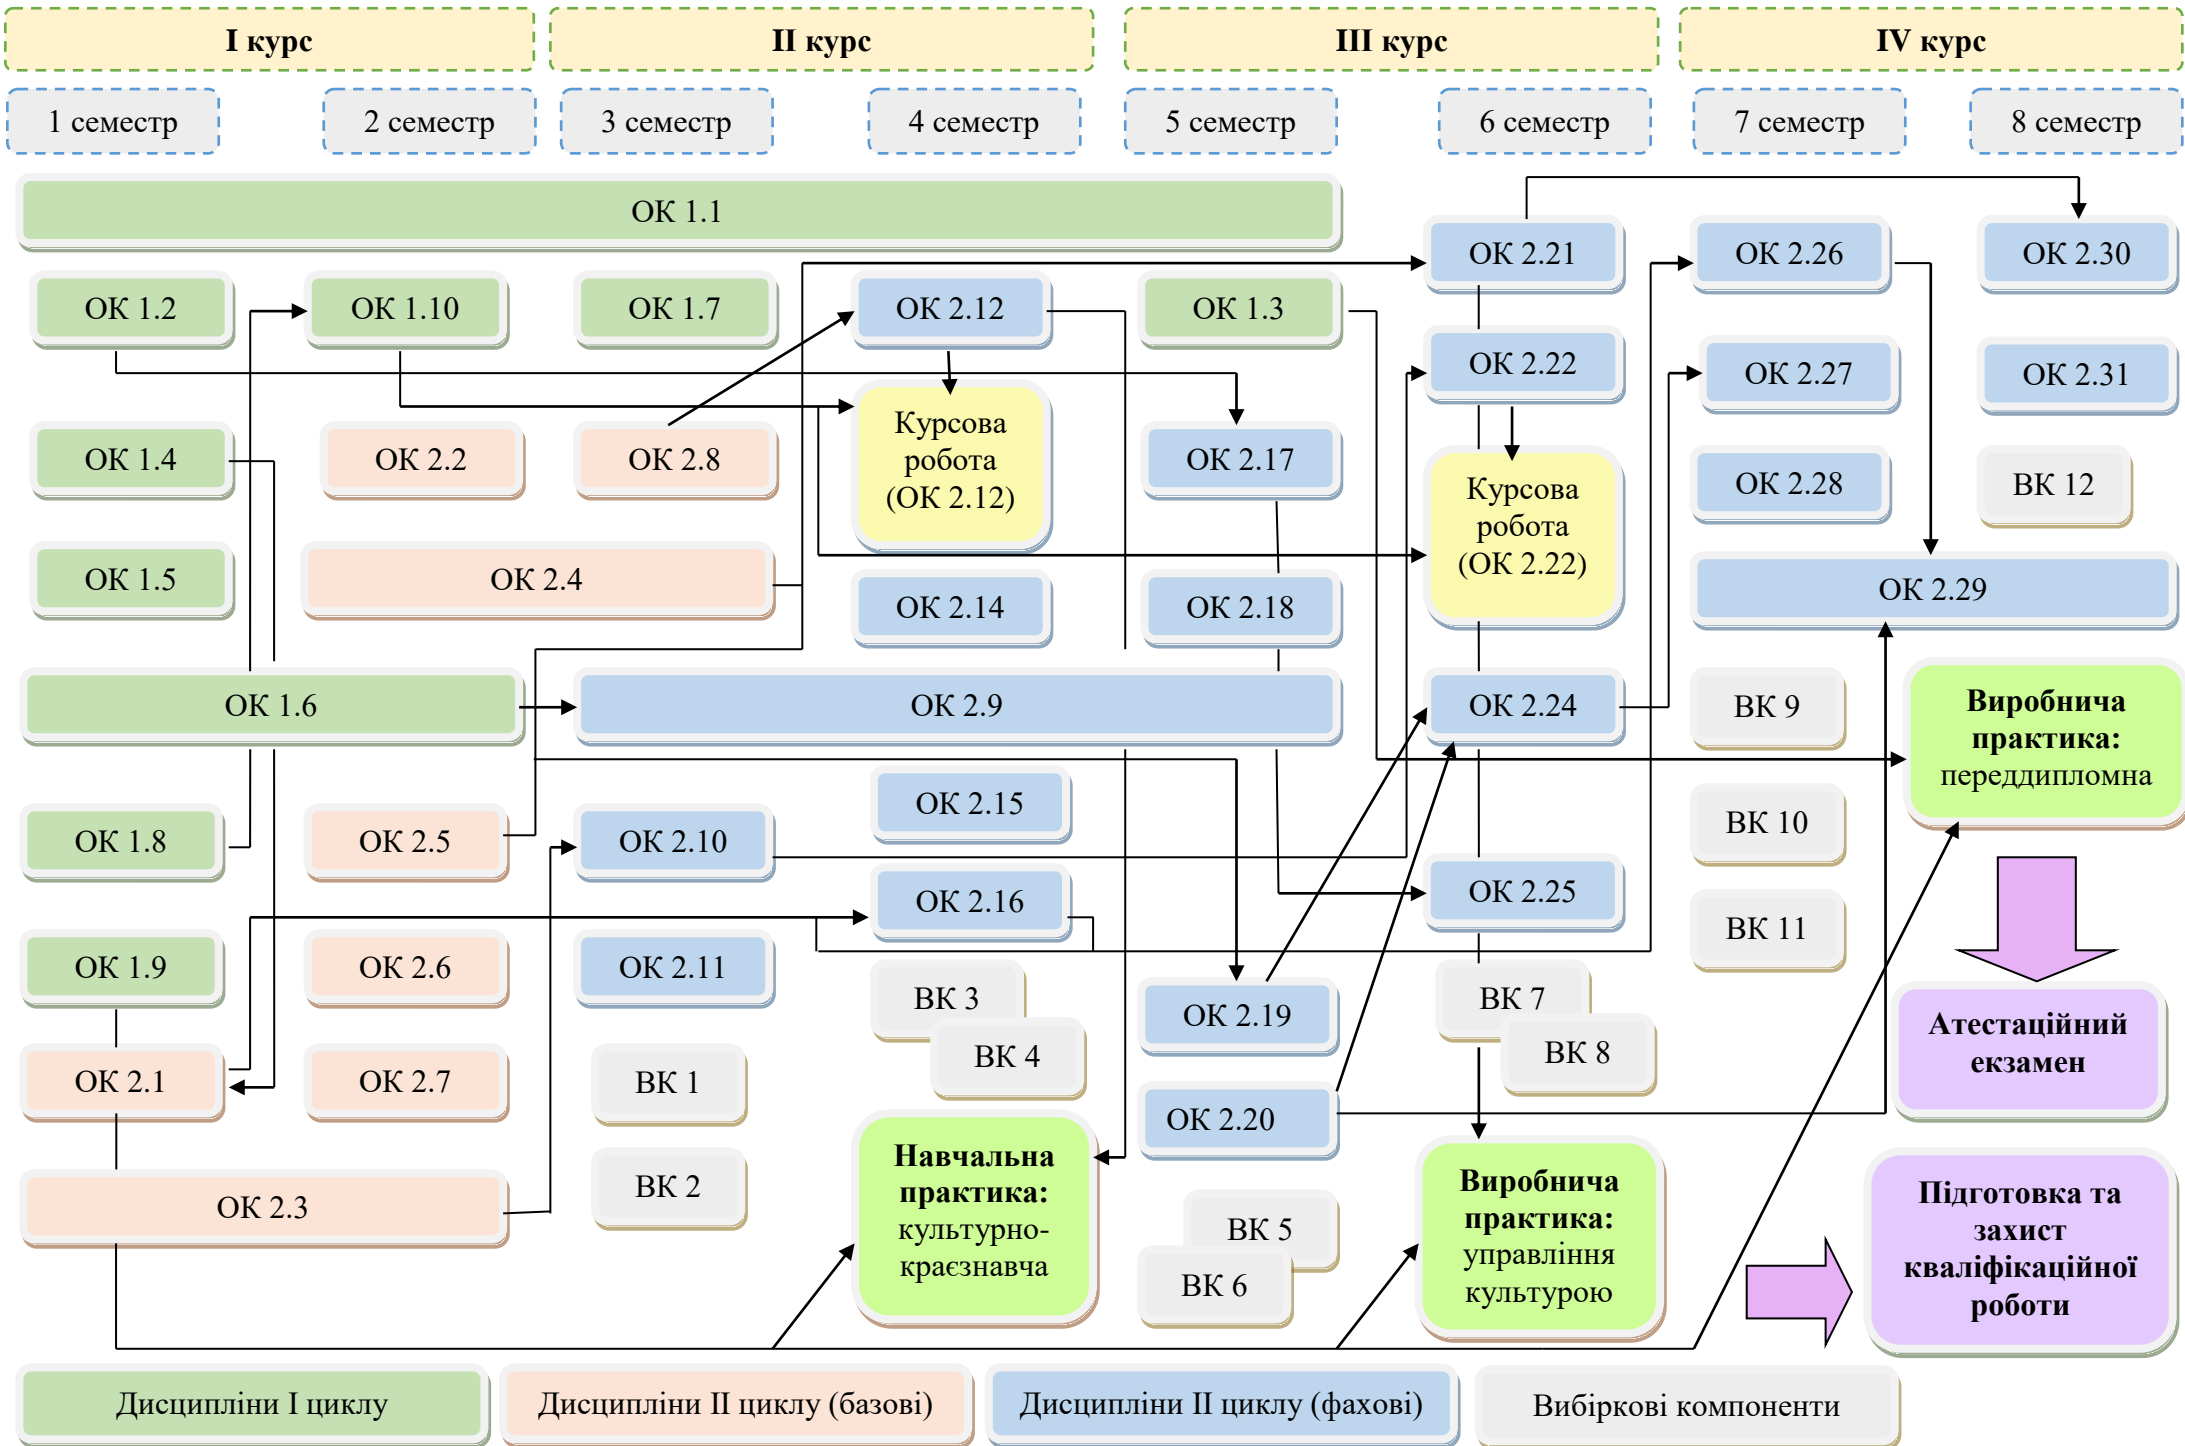 I курс
II курс
III курс
IV курс
1 семестр
2 семестр
3 семестр
4 семестр
5 семестр
6 семестр
7 семестр
8 семестр
ОК 1.1
ОК 2.21
ОК 2.26
ОК 2.30
ОК 1.2
ОК 1.10
ОК 1.7
ОК 2.12
ОК 1.3
ОК 2.22
ОК 2.27
ОК 2.31
ОК 1.4
ОК 2.2
ОК 2.8
Курсова
робота
(ОК 2.12)
ОК 2.17
Курсова
робота
(ОК 2.22)
ОК 2.28
ВК 12
ОК 1.5
ОК 2.4
ОК 2.14
ОК 2.18
ОК 2.29
ОК 1.6
ОК 2.9
ОК 2.24
ВК 9
Виробнича
практика:
переддипломна
ОК 1.8
ОК 2.5
ОК 2.10
ОК 2.15
ВК 10
ОК 2.16
ОК 2.25
ВК 11
ОК 1.9
ОК 2.6
ОК 2.11
ВК 3
ВК 4
ОК 2.19
ВК 7
ВК 8
Атестаційний
екзамен
ОК 2.1
ОК 2.7
ВК 1
ОК 2.20
ОК 2.3
ВК 2
Навчальна
практика:
культурно-
краєзнавча
ВК 5
ВК 6
Виробнича
практика:
управління
культурою
Підготовка та
захист
кваліфікаційної
роботи
Дисципліни I циклу
Дисципліни II циклу (базові)
Дисципліни II циклу (фахові)
Вибіркові компоненти